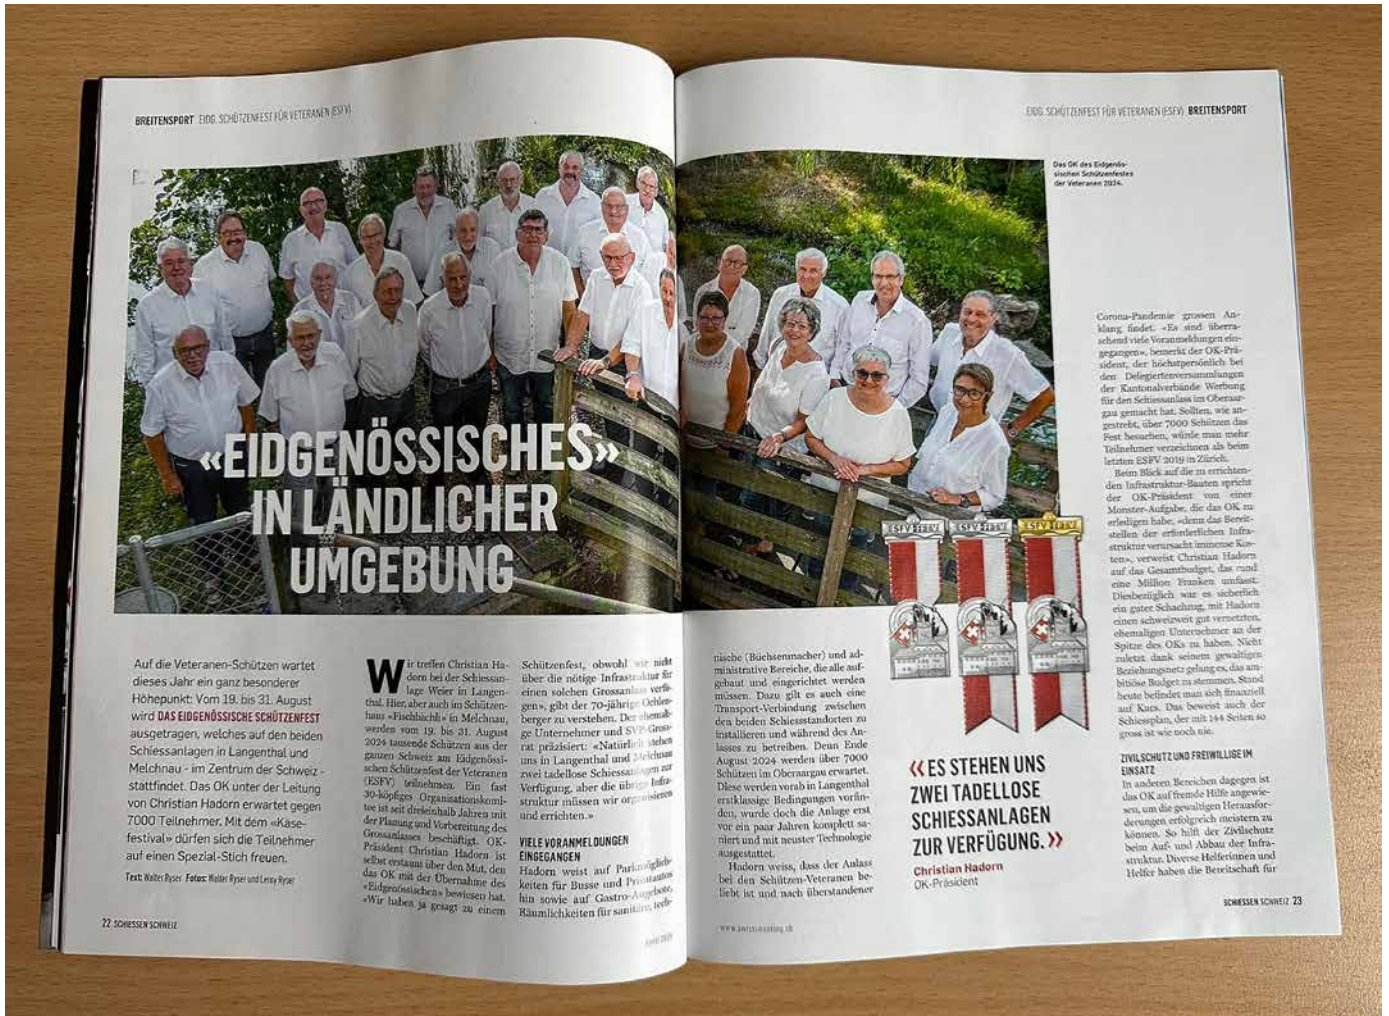 BREITENSPORT EIDG. SCHÜTZENFEST FÜR VETERANEN (ESFV)
«EIDGENÖSSISCHES»
IN LÄNDLICHER
UMGEBUNG
Auf die Veteranen-Schützen wartet
dieses Jahr ein ganz besonderer
Höhepunkt: Vom 19. bis 31. August
wird DAS EIDGENÖSSISCHE SCHÜTZENFEST
ausgetragen, welches auf den beiden
Schiessanlagen in Langenthal und
Melchnau - im Zentrum der Schweiz -
stattfindet. Das OK unter der Leitung
von Christian Hadorn erwartet gegen
7000 Teilnehmer. Mit dem «Käse-
festival» dürfen sich die Teilnehmer
auf einen Spezial-Stich freuen.
Text: Walter Ryser Fotos: Walter Ryser und Leroy Ryser
Wir treffen Christian Ha-
dorn bei der Schiessan-
lage Weier in Langen-
thal. Hier, aber auch im Schützen-
haus «Fischbächli» in Melchnau,
werden vom 19. bis 31. August
2024 tausende Schützen aus der
ganzen Schweiz am Eidgenössi-
schen Schützenfest der Veteranen
(ESFV) teilnehmen. Ein fast
30-köpfiges Organisationskomi-
tee ist seit dreieinhalb Jahren mit
der Planung und Vorbereitung des
Grossanlasses beschäftigt. OK-
Präsident Christian Hadorn ist
selbst erstaunt über den Mut, den
das OK mit der Übernahme des
«Eidgenössischen» bewiesen hat.
«Wir haben ja gesagt zu einem
Schützenfest, obwohl wir nicht
über die nötige Infrastruktur für
einen solchen Grossanlass verfü-
gen», gibt der 70-jährige Ochlen-
berger zu verstehen. Der ehemali-
ge Unternehmer und SVP-Gross-
rat präzisiert: «Natürlich stehen
uns in Langenthal und Melchnau
zwei tadellose Schiessanlagen zur
Verfügung, aber die übrige Infra-
struktur müssen wir organisieren
und errichten.»
VIELE VORANMELDUNGEN
EINGEGANGEN
Hadorn weist auf Parkmöglich-
keiten für Busse und Privatautos
hin sowie auf Gastro-Angebote,
Räumlichkeiten für sanitäre, tech-
22 SCHIESSEN SCHWEIZ
April 2024
EIDG. SCHÜTZENFEST FÜR VETERANEN (ESFV) BREITENSPORT
Das OK des Eidgenös-
sischen Schützenfestes
der Veteranen 2024.
ESFV-FFTV
ESFV-FFTV
ESFV-FFTV
nische (Büchsenmacher) und ad-
ministrative Bereiche, die alle auf-
gebaut und eingerichtet werden
müssen. Dazu gilt es auch eine
Transport-Verbindung zwischen
den beiden Schiessstandorten zu
installieren und während des An-
lasses zu betreiben. Denn Ende
August 2024 werden über 7000
Schützen im Oberaargau erwartet.
Diese werden vorab in Langenthal
erstklassige Bedingungen vorfin-
den, wurde doch die Anlage erst
vor ein paar Jahren komplett sa-
niert und mit neuster Technologie
ausgestattet.
Hadorn weiss, dass der Anlass
bei den Schützen-Veteranen be-
liebt ist und nach überstandener
«ES STEHEN UNS
ZWEI TADELLOSE
SCHIESSANLAGEN
ZUR VERFÜGUNG.»
Christian Hadorn
OK-Präsident
Corona-Pandemie grossen An-
klang findet. «Es sind überra-
schend viele Voranmeldungen ein-
gegangen», bemerkt der OK-Prä-
sident, der höchstpersönlich bei
den Delegiertenversammlungen
der Kantonalverbände Werbung
für den Schiessanlass im Oberaar-
gau gemacht hat. Sollten, wie an-
gestrebt, über 7000 Schützen das
Fest besuchen, würde man mehr
Teilnehmer verzeichnen als beim
letzten ESFV 2019 in Zürich.
Beim Blick auf die zu errichten-
den Infrastruktur-Bauten spricht
der OK-Präsident von einer
Monster-Aufgabe, die das OK zu
erledigen habe, «denn das Bereit-
stellen der erforderlichen Infra-
struktur verursacht immense Kos-
ten», verweist Christian Hadorn
auf das Gesamtbudget, das rund
eine Million Franken umfasst.
Diesbezüglich war es sicherlich
ein guter Schachzug, mit Hadorn
einen schweizweit gut vernetzten,
ehemaligen Unternehmer an der
Spitze des OKs zu haben. Nicht
zuletzt dank seinem gewaltigen
Beziehungsnetz gelang es, das am-
bitiöse Budget zu stemmen. Stand
heute befindet man sich finanziell
auf Kurs. Das beweist auch der
Schiessplan, der mit 144 Seiten so
gross ist wie noch nie.
ZIVILSCHUTZ UND FREIWILLIGE IM
EINSATZ
In anderen Bereichen dagegen ist
das OK auf fremde Hilfe angewie-
sen, um die gewaltigen Herausfor-
derungen erfolgreich meistern zu
können. So hilft der Zivilschutz
beim Auf- und Abbau der Infra-
struktur. Diverse Helferinnen und
Helfer haben die Bereitschaft für
www.swissshooting.ch
SCHIESSEN SCHWEIZ 23